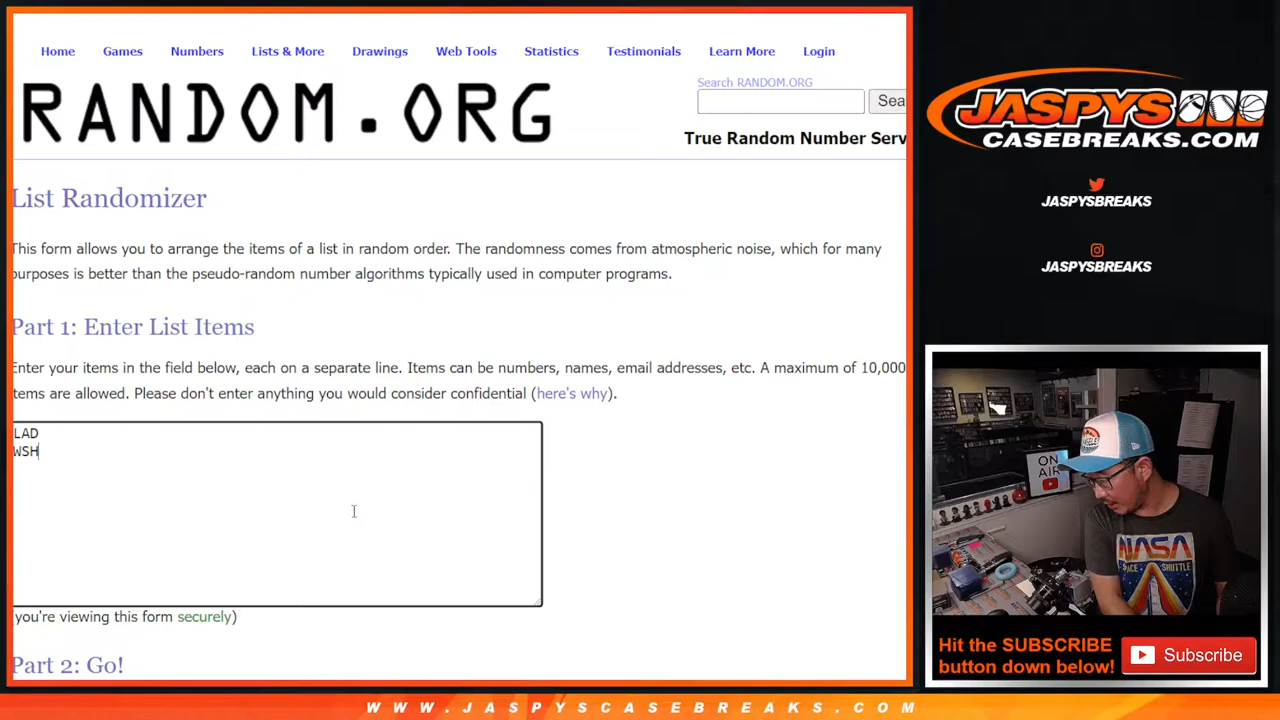 Home Games Numbers Lists & More Drawings Web Tools Statistics Testimonials Learn More Login
RANDOM.ORG
Search RANDOM.ORG
Sea
True Random Number Serv
List Randomizer
This form allows you to arrange the items of a list in random order. The randomness comes from atmospheric noise, which for many
purposes is better than the pseudo-random number algorithms typically used in computer programs.
Part 1: Enter List Items
Enter your items in the field below, each on a separate line. Items can be numbers, names, email addresses, etc. A maximum of 10,000
items are allowed. Please don't enter anything you would consider confidential (here's why).
LAD
WSH
you're viewing this form securely)
Part 2: Go!
JASPYS
CASEBREAKS.COM
JASPYSBREAKS
JASPYSBREAKS
ON
AIR
NASA
SPACE SHUTTLE
Hit the SUBSCRIBE
button down below!
Subscribe
WWW.JASPYSCASEBREAKS.COM